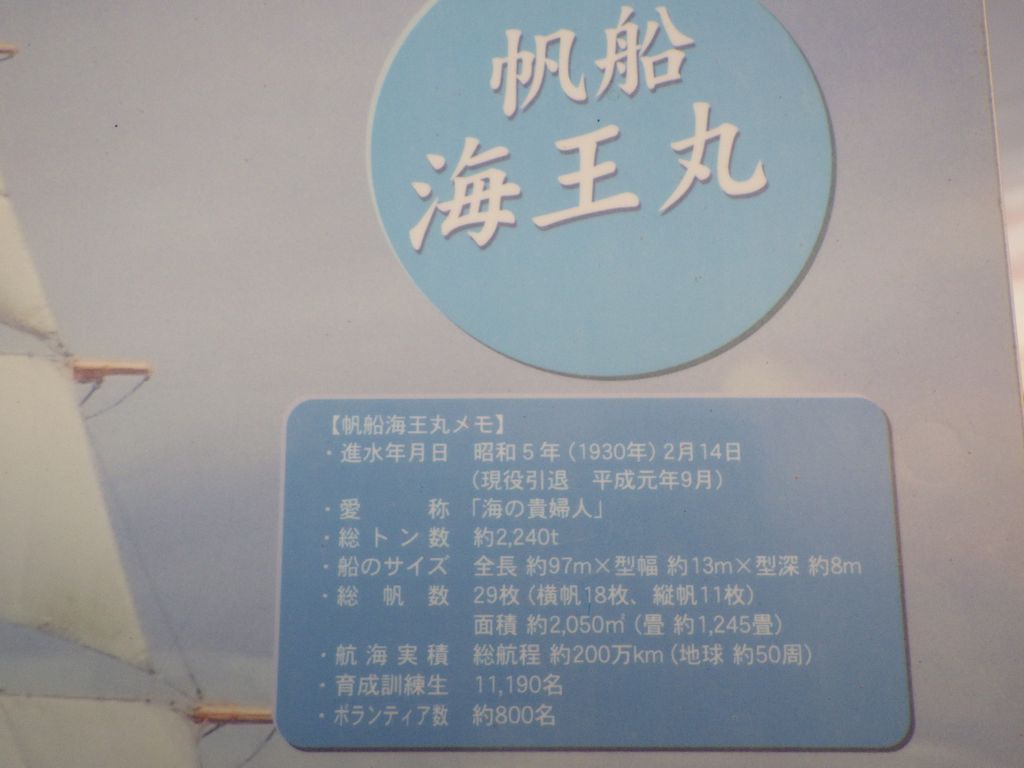 帆船
海王丸
【帆船海王丸メモ】
・進水年月日 昭和5年(1930年)2月14日
(現役引退 平成元年9月)
・愛称 「海の貴婦人」
・総トン数 約2,240t
・船のサイズ 全長 約97m×型幅 約13m×型深 約8m
・総帆数 29枚(横帆18枚、縦帆11枚)
面積 約2,050㎡(畳 約1,245畳)
・航海実積 総航程 約200万km(地球 約50周)
・育成訓練生 11,190名
・ボランティア数 約800名